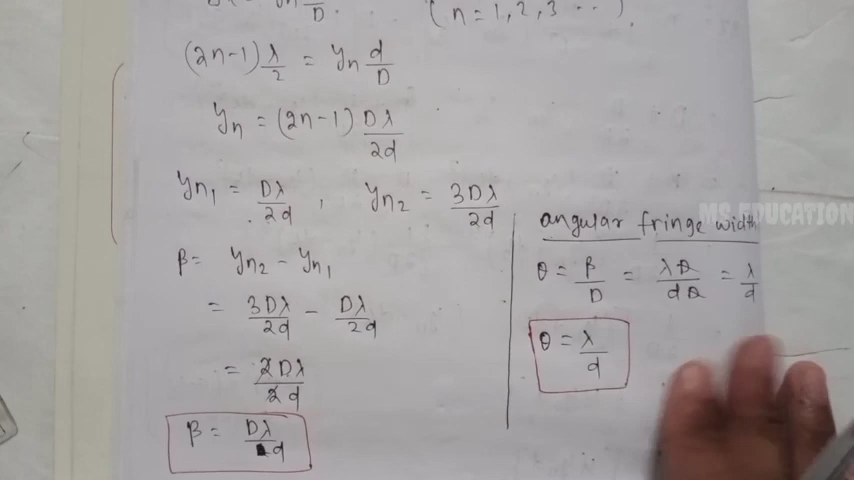 (n = 1, 2, 3 ··).
(2n-1) λ/2 = yn d/D
yn = (2n-1) Dλ/2d
yn₁ = Dλ/2d , yn₂ = 3Dλ/2d
β = yn₂ - yn₁
= 3Dλ/2d - Dλ/2d
= 2Dλ/2d
β = Dλ/d
angular fringe width
θ = β/D = λD/dD = λ/d
θ = λ/d
MS EDUCATION